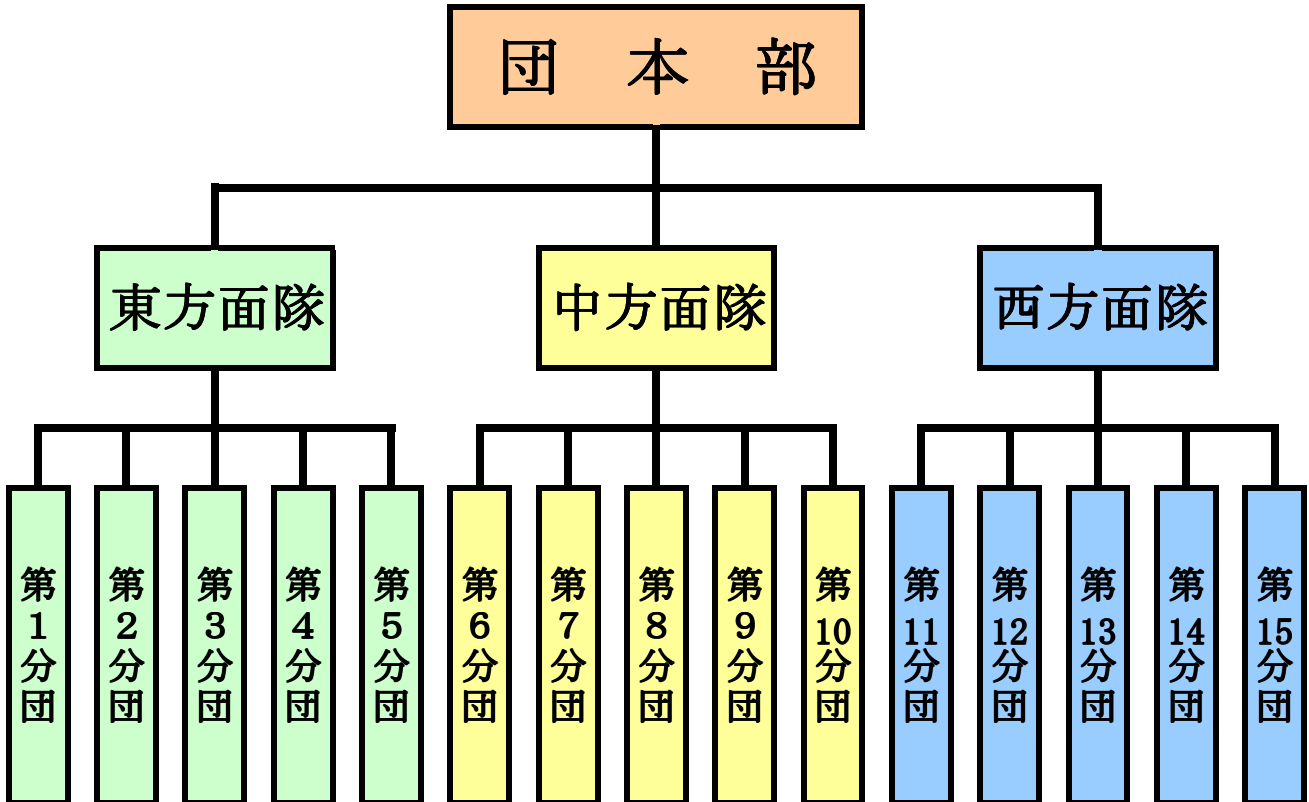 団 本 部
東方面隊
中方面隊
西方面隊
第1分団
第2分団
第3分団
第4分団
第5分団
第6分団
第7分団
第8分団
第9分団
第10分団
第11分団
第12分団
第13分団
第14分団
第15分団